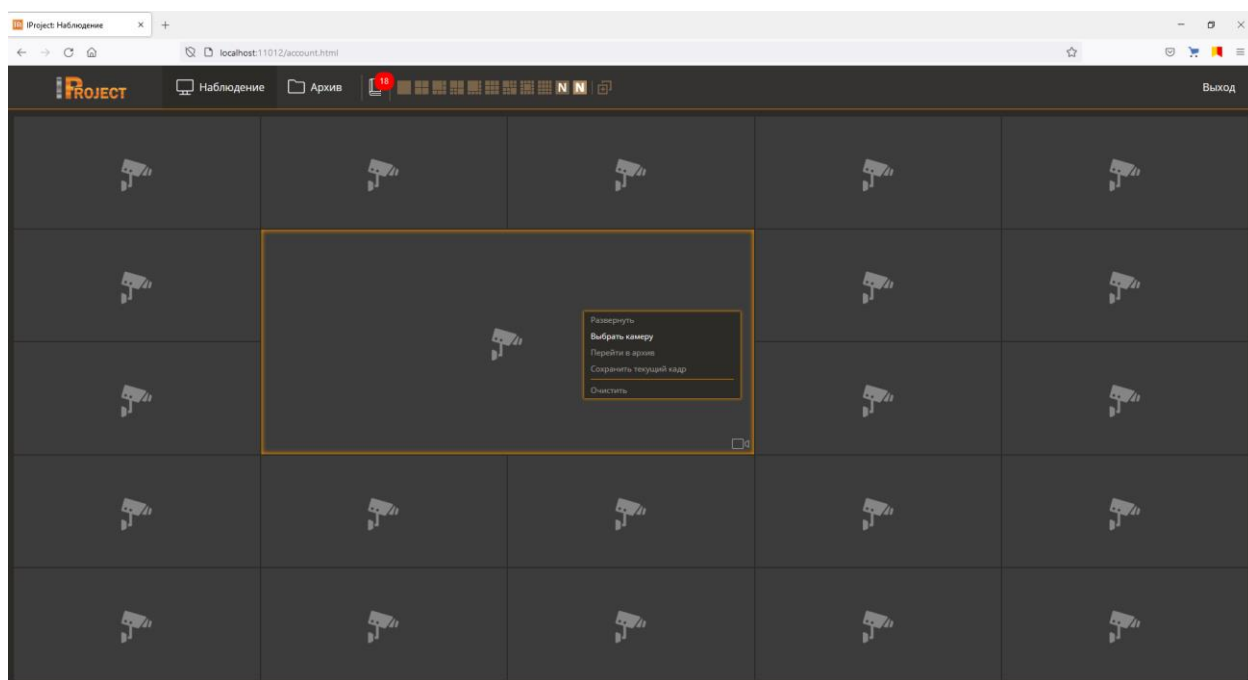 IProject: Наблюдение
localhost:11012/account.html
IPROJECT
Наблюдение
Архив
18
N N
Выход
Развернуть
Выбрать камеру
Перейти в архив
Сохранить текущий кадр
Очистить